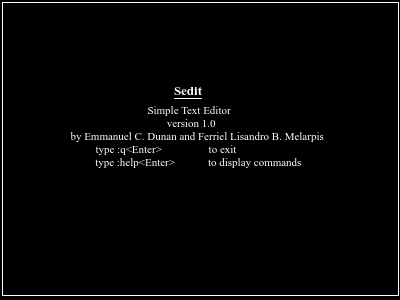 Sedit
Simple Text Editor
version 1.0
by Emmanuel C. Dunan and Ferriel Lisandro B. Melarpis
type :q<Enter> to exit
type :help<Enter> to display commands